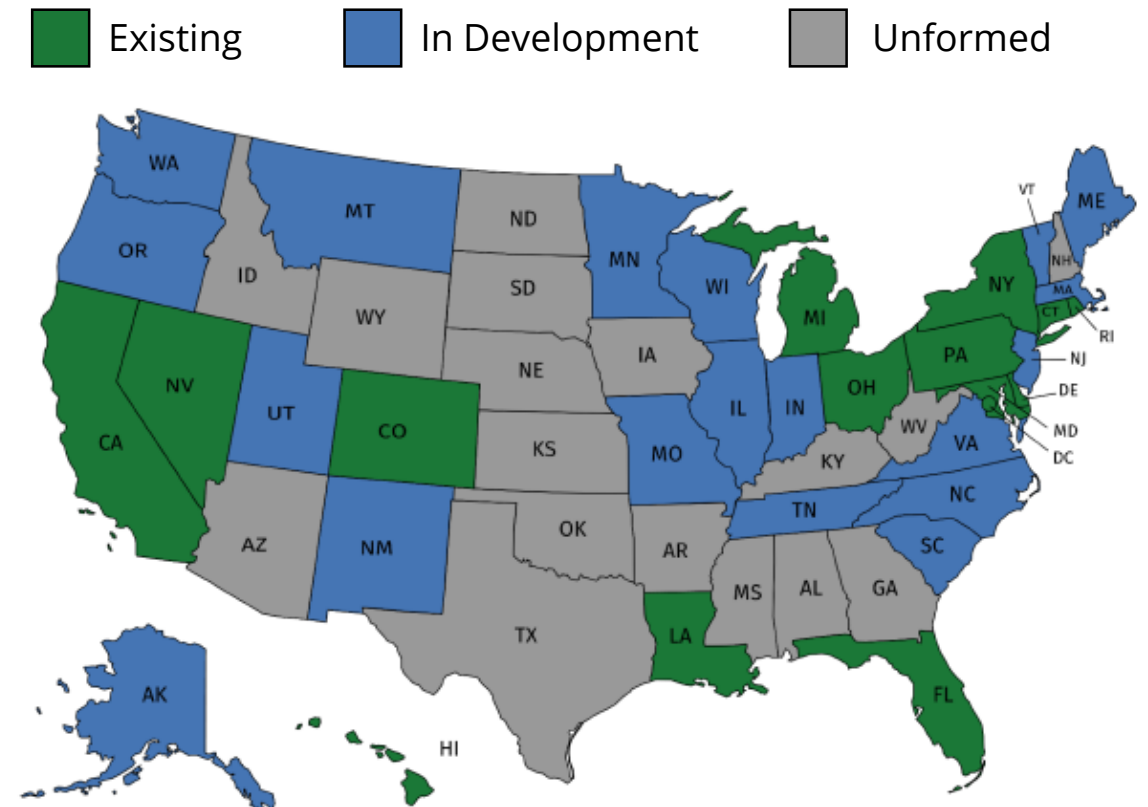 Existing In Development Unformed
VT
ME
WA
MT
ND
OR
MN
NH
ID
SD
WI
NY
MA
WY
MI
CT
RI
IA
PA
NJ
NE
NV
OH
DE
UT
IL
IN
CO
WV
MD
CA
VA
KS
MO
KY
DC
NC
TN
OK
AZ
NM
AR
SC
MS
AL
GA
TX
LA
AK
FL
HI